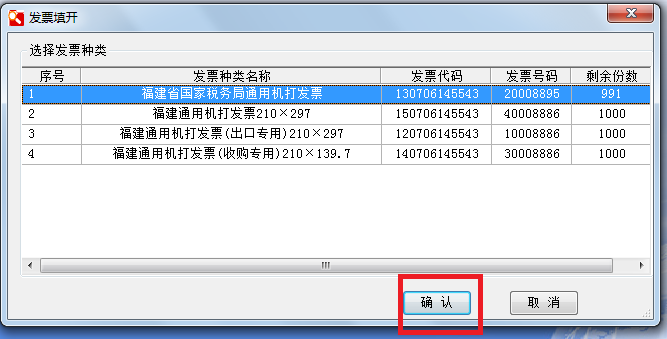 发票填开
选择发票种类
序号 发票种类名称 发票代码 发票号码 剩余份数
1 福建省国家税务局通用机打发票 130706145543 20008895 991
2 福建通用机打发票210×297 150706145543 40008886 1000
3 福建通用机打发票(出口专用)210×297 120706145543 10008886 1000
4 福建通用机打发票(收购专用)210×139.7 140706145543 30008886 1000
确 认 取 消